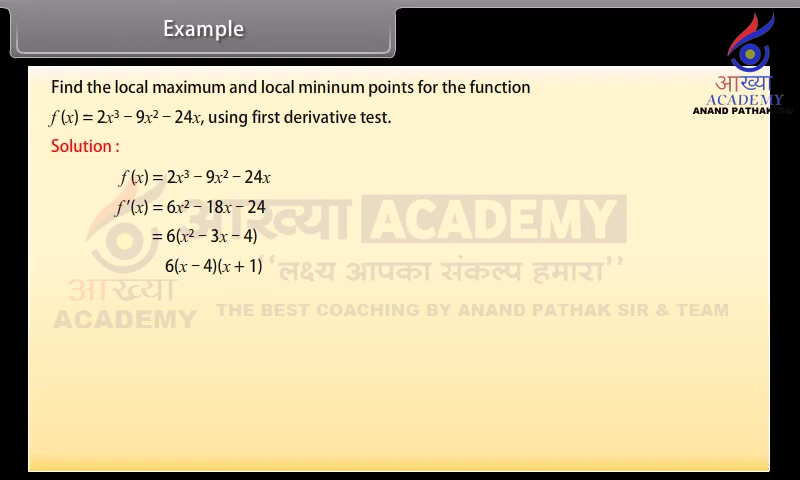 Example
आख्या
ACADEMY
ANAND PATHAK SIR
Find the local maximum and local mininum points for the function
f (x) = 2x³ − 9x² − 24x, using first derivative test.
Solution :
f (x) = 2x³ − 9x² − 24x
f ′(x) = 6x² − 18x − 24
= 6(x² − 3x − 4)
6(x − 4)(x + 1)
आख्या ACADEMY
‘‘लक्ष्य आपका संकल्प हमारा’’
आख्या
ACADEMY
THE BEST COACHING BY ANAND PATHAK SIR & TEAM